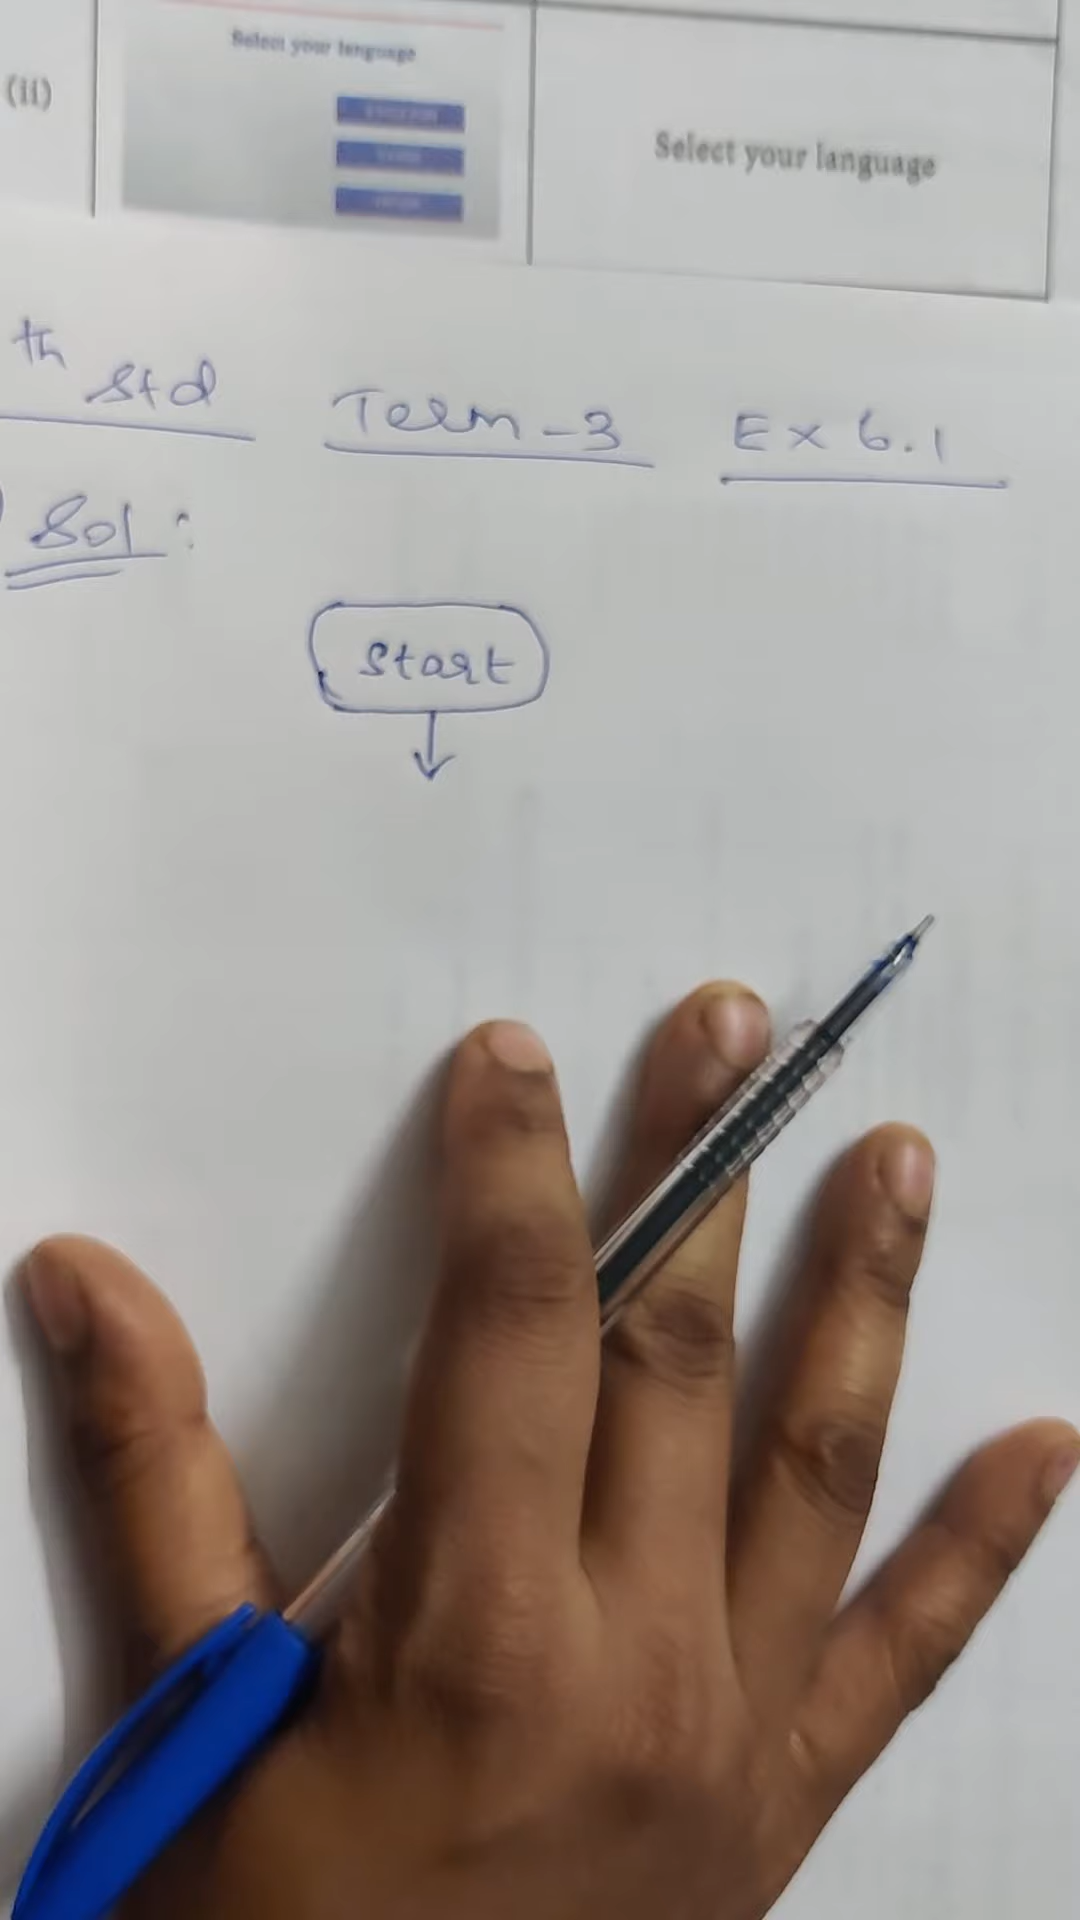 Select your language
(ii)
Select your language
th std Term-3 Ex 6.1
Sol:
Start